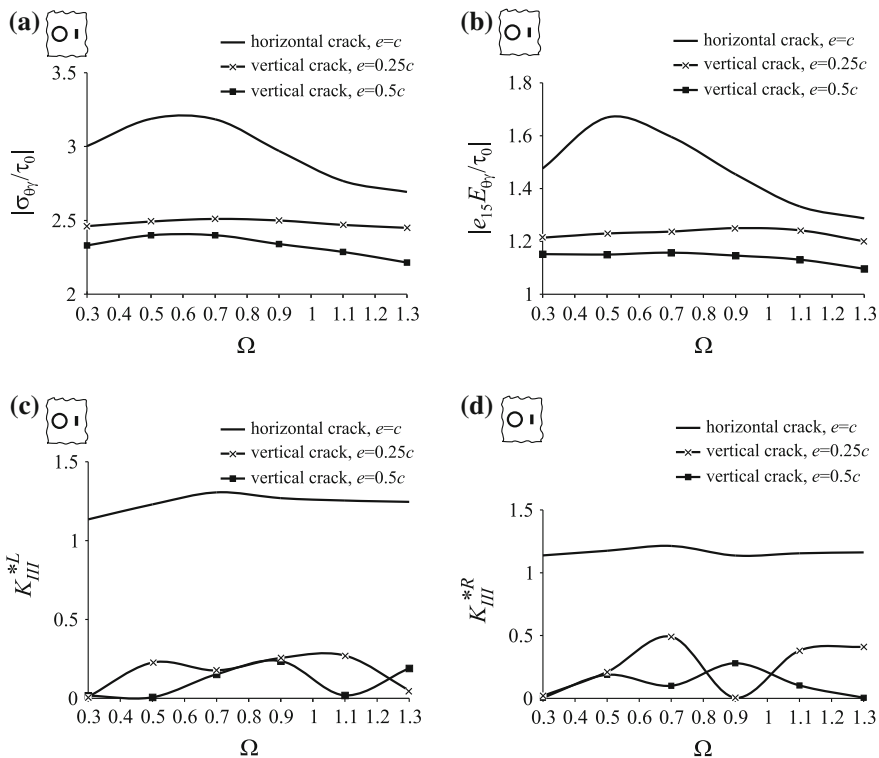 (a)
horizontal crack, e=c
vertical crack, e=0.25c
vertical crack, e=0.5c
3.5
3
2.5
2
|σθγ/τ0|
0.3 0.4 0.5 0.6 0.7 0.8 0.9 1 1.1 1.2 1.3
Ω
(b)
horizontal crack, e=c
vertical crack, e=0.25c
vertical crack, e=0.5c
1.8
1.6
1.4
1.2
1
|e15Eθγ/τ0|
0.3 0.4 0.5 0.6 0.7 0.8 0.9 1 1.1 1.2 1.3
Ω
(c)
horizontal crack, e=c
vertical crack, e=0.25c
vertical crack, e=0.5c
1.5
1
0.5
0
K*LIII
0.3 0.4 0.5 0.6 0.7 0.8 0.9 1 1.1 1.2 1.3
Ω
(d)
horizontal crack, e=c
vertical crack, e=0.25c
vertical crack, e=0.5c
1.5
1
0.5
0
K*RIII
0.3 0.4 0.5 0.6 0.7 0.8 0.9 1 1.1 1.2 1.3
Ω